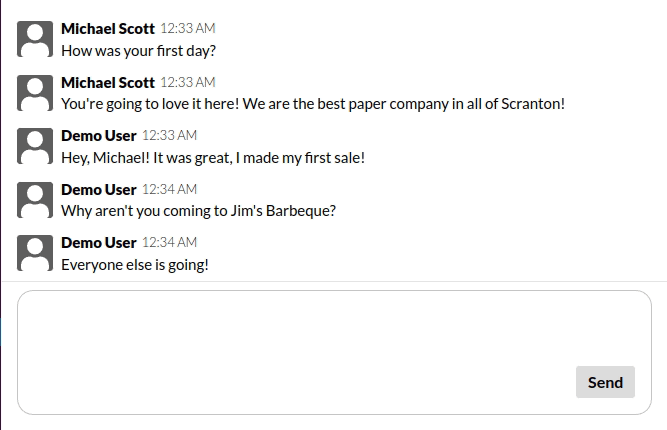 Michael Scott 12:33 AM
How was your first day?
Michael Scott 12:33 AM
You're going to love it here! We are the best paper company in all of Scranton!
Demo User 12:33 AM
Hey, Michael! It was great, I made my first sale!
Demo User 12:34 AM
Why aren't you coming to Jim's Barbeque?
Demo User 12:34 AM
Everyone else is going!
Send